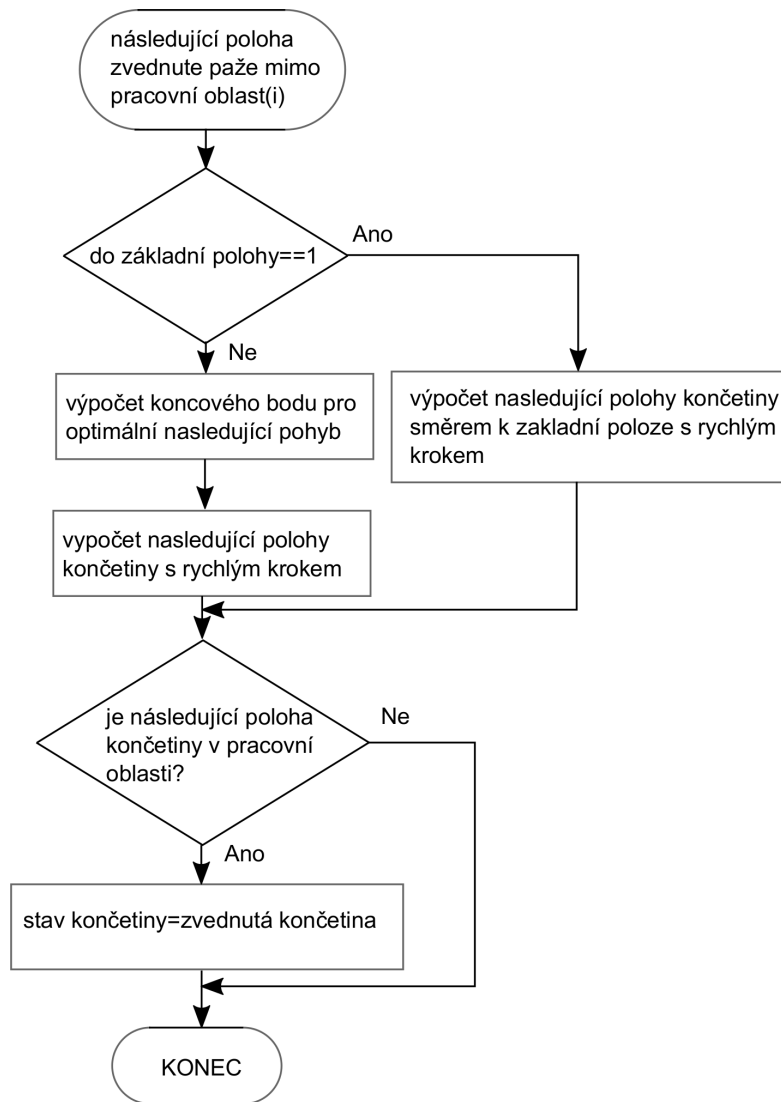 následující poloha
zvednute paže mimo
pracovní oblast(i)
do základní polohy==1
Ano
Ne
výpočet koncového bodu pro
optimální nasledující pohyb
výpočet nasledující polohy končetiny
směrem k zakladní poloze s rychlým
krokem
vypočet nasledující polohy
končetiny s rychlým krokem
je následující poloha
končetiny v pracovní
oblasti?
Ne
Ano
stav končetiny=zvednutá končetina
KONEC